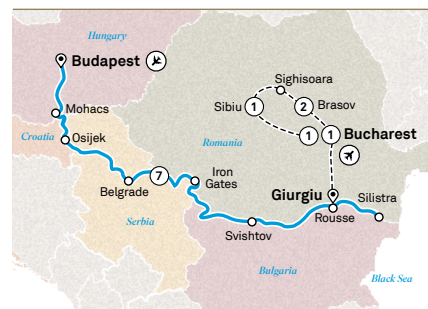 Hungary
Budapest
Mohacs
Croatia
Osijek
Sighisoara
Sibiu
1
2
Brasov
Romania
1
1
Bucharest
7
Iron
Gates
Belgrade
Giurgiu
Silistra
Rousse
Serbia
Svishtov
Bulgaria
Black Sea